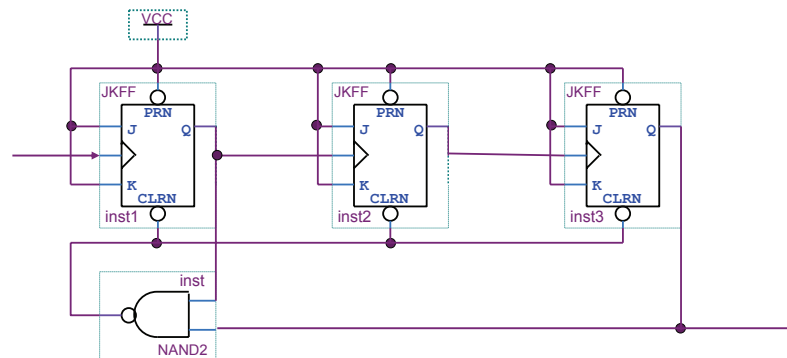 VCC
JKFF JKFF JKFF
PRN PRN PRN
J Q J Q J Q
K K K
CLRN CLRN CLRN
inst1 inst2 inst3
inst
NAND2